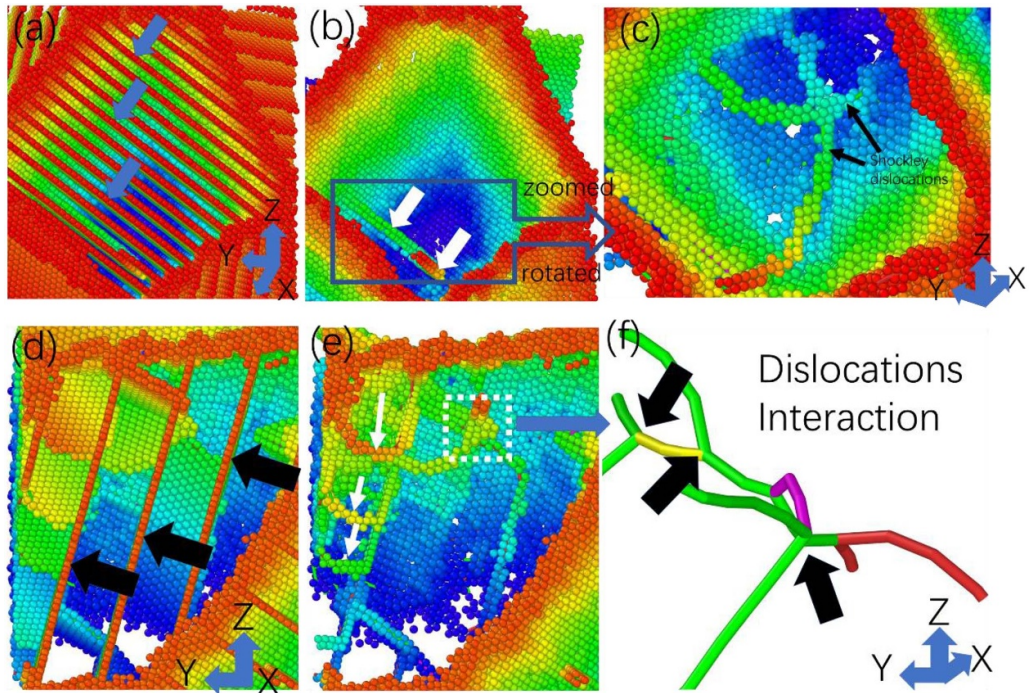 (a)
Z
Y
X
(b)
zoomed
rotated
(c)
Shockley
dislocations
Z
Y
X
(d)
Z
Y
X
(e)
(f)
Dislocations
Interaction
Z
Y
X